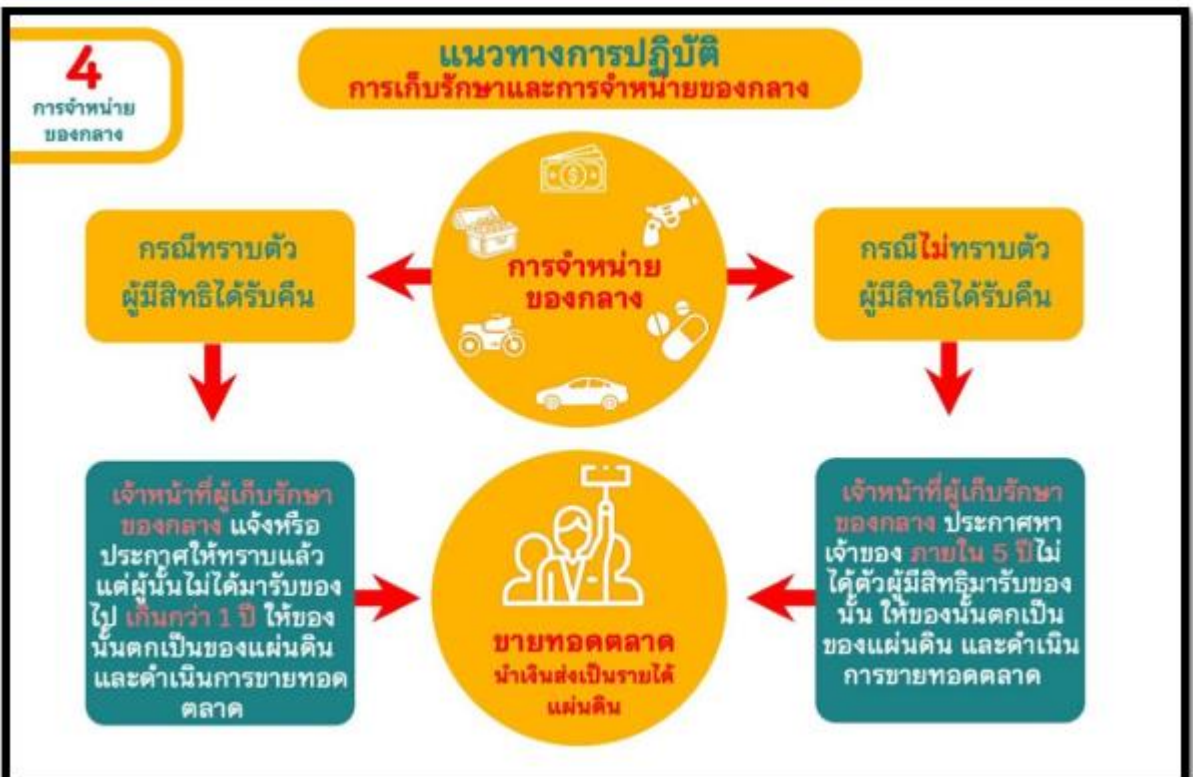 4
การจำหน่าย
ของกลาง
แนวทางการปฏิบัติ
การเก็บรักษาและการจำหน่ายของกลาง
การจำหน่าย
ของกลาง
กรณีทราบตัว
ผู้มีสิทธิได้รับคืน
กรณีไม่ทราบตัว
ผู้มีสิทธิได้รับคืน
เจ้าหน้าที่ผู้เก็บรักษา
ของกลาง แจ้งหรือ
ประกาศให้ทราบแล้ว
แต่ผู้นั้นไม่ได้มารับของ
ไป เกินกว่า 1 ปี ให้ของ
นั้นตกเป็นของแผ่นดิน
และดำเนินการขายทอด
ตลาด
เจ้าหน้าที่ผู้เก็บรักษา
ของกลาง ประกาศหา
เจ้าของ ภายใน 5 ปีไม่
ได้ตัวผู้มีสิทธิมารับของ
นั้น ให้ของนั้นตกเป็น
ของแผ่นดิน และดำเนิน
การขายทอดตลาด
ขายทอดตลาด
นำเงินส่งเป็นรายได้
แผ่นดิน